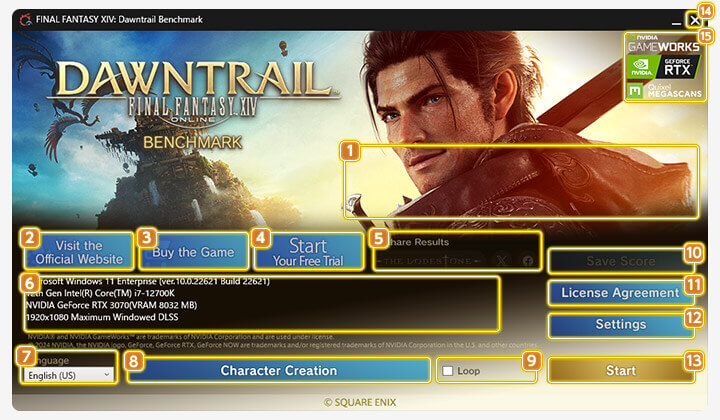 FINAL FANTASY XIV: Dawntrail Benchmark
14
15
NVIDIA
GAMEWORKS
NVIDIA
GEFORCE
RTX
M Quixel
MEGASCANS
DAWNTRAIL
FINAL FANTASY XIV
ONLINE
BENCHMARK
1
2
Visit the
Official Website
3
Buy the Game
4
Start
Your Free Trial
5
Share Results
THE LODESTONE
10
Save Score
6
Microsoft Windows 11 Enterprise (ver.10.0.22621 Build 22621)
12th Gen Intel(R) Core(TM) i7-12700K
NVIDIA GeForce RTX 3070(VRAM 8032 MB)
1920x1080 Maximum Windowed DLSS
11
License Agreement
12
Settings
NVIDIA® and NVIDIA GameWorks™ are trademarks of NVIDIA Corporation and are used under license.
© 2024 NVIDIA, the NVIDIA logo, GeForce, GeForce RTX, GeForce NOW are trademarks and/or registered trademarks of NVIDIA Corporation in the U.S. and other countries.
7
Language
English (US)
8
Character Creation
9
Loop
13
Start
© SQUARE ENIX